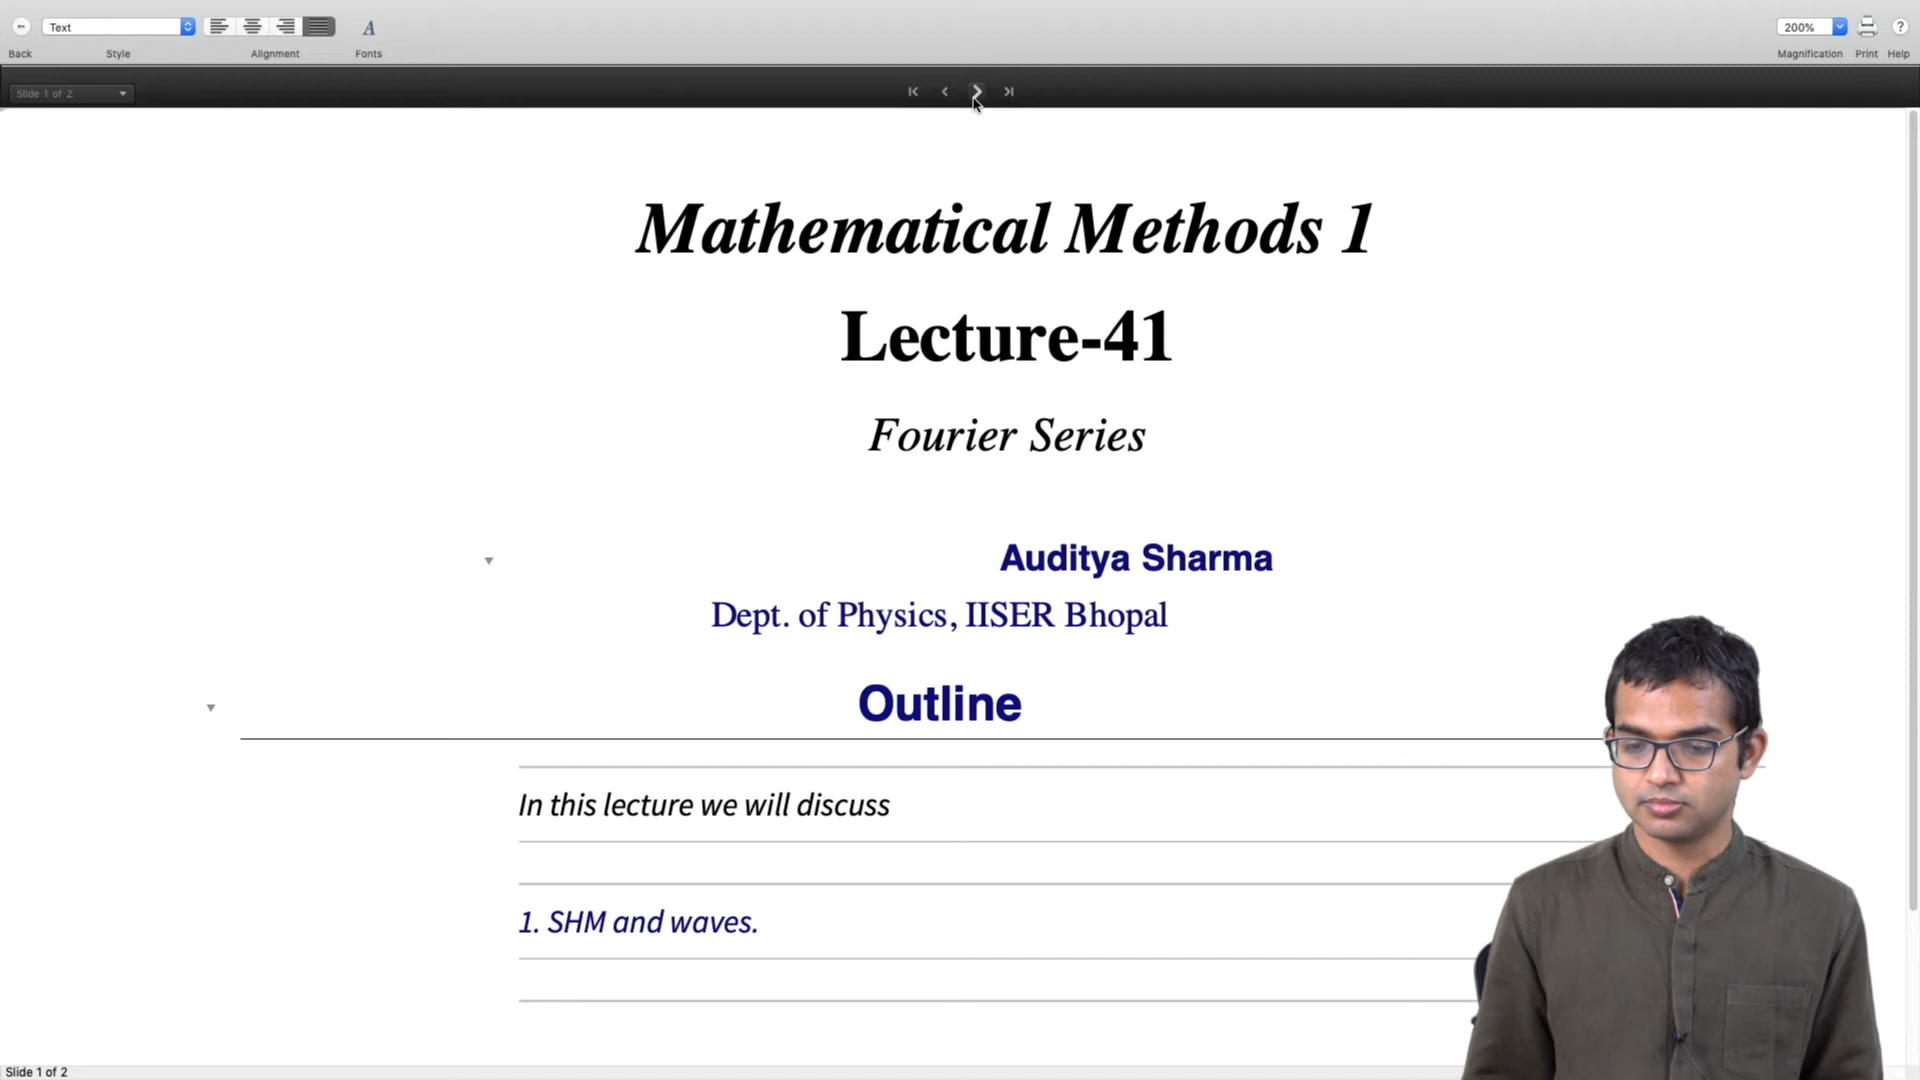 Text
200%
Back
Style
Alignment
Fonts
Magnification
Print
Help
Slide 1 of 2
Mathematical Methods 1
Lecture-41
Fourier Series
Auditya Sharma
Dept. of Physics, IISER Bhopal
Outline
In this lecture we will discuss
1. SHM and waves.
Slide 1 of 2